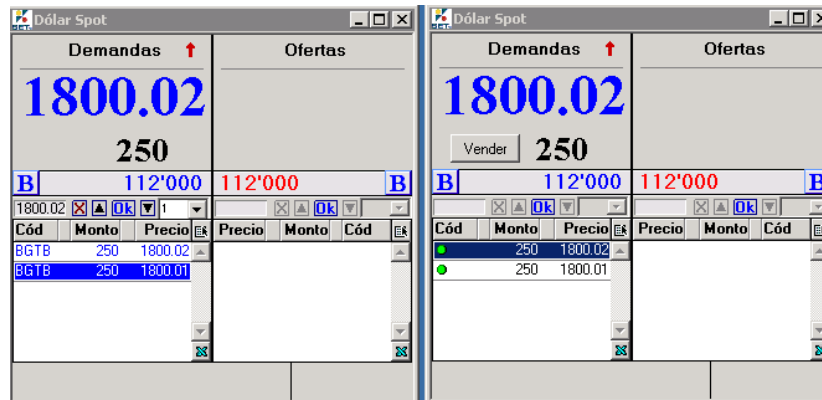 Dólar Spot
Demandas Ofertas
1800.02
250
B 112'000 112'000 B
1800.02 Ok 1 Ok
Cód Monto Precio Precio Monto Cód
BGTB 250 1800.02
BGTB 250 1800.01
Dólar Spot
Demandas Ofertas
1800.02
Vender 250
B 112'000 112'000 B
Ok Ok
Cód Monto Precio Precio Monto Cód
250 1800.02
250 1800.01